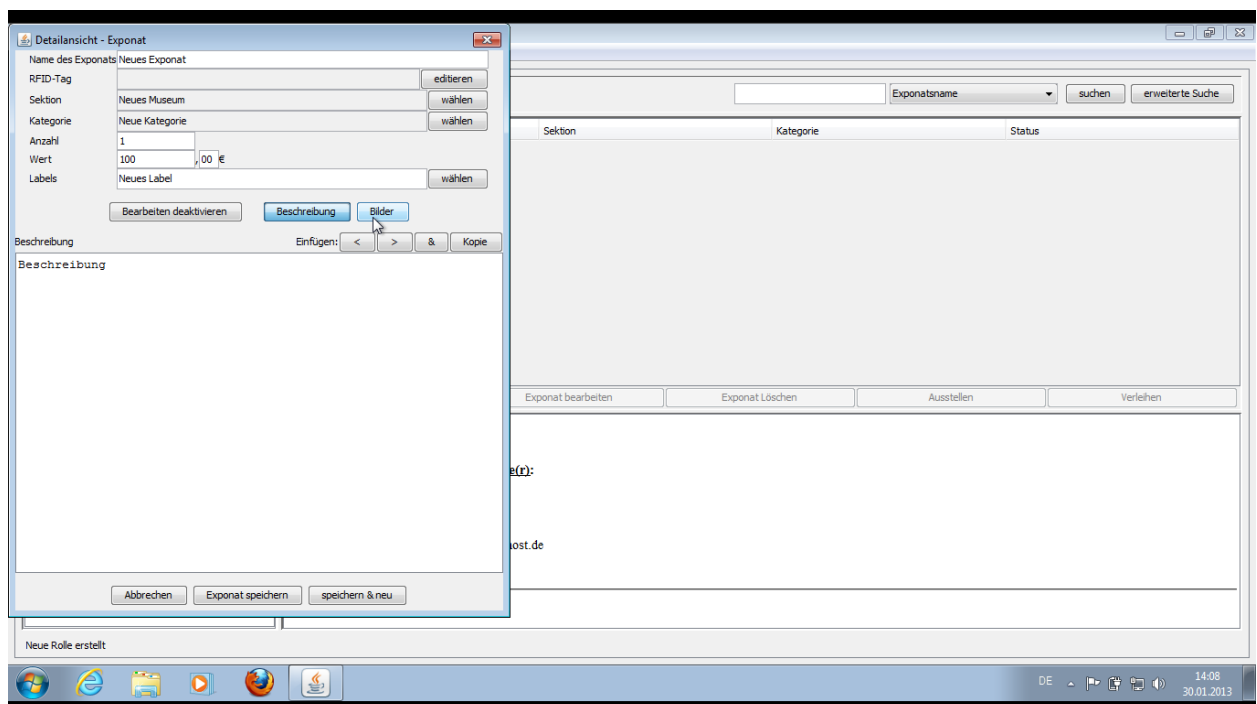 Detailansicht - Exponat
Name des Exponats Neues Exponat
RFID-Tag editieren
Sektion Neues Museum wählen
Kategorie Neue Kategorie wählen
Anzahl 1
Wert 100 , 00 €
Labels Neues Label wählen
Bearbeiten deaktivieren Beschreibung Bilder
Beschreibung Einfügen: < > & Kopie
Beschreibung
Abbrechen Exponat speichern speichern & neu
Exponatsname suchen erweiterte Suche
Sektion Kategorie Status
Exponat bearbeiten Exponat Löschen Ausstellen Verleihen
e(r):
ost.de
Neue Rolle erstellt
DE 14:08
30.01.2013